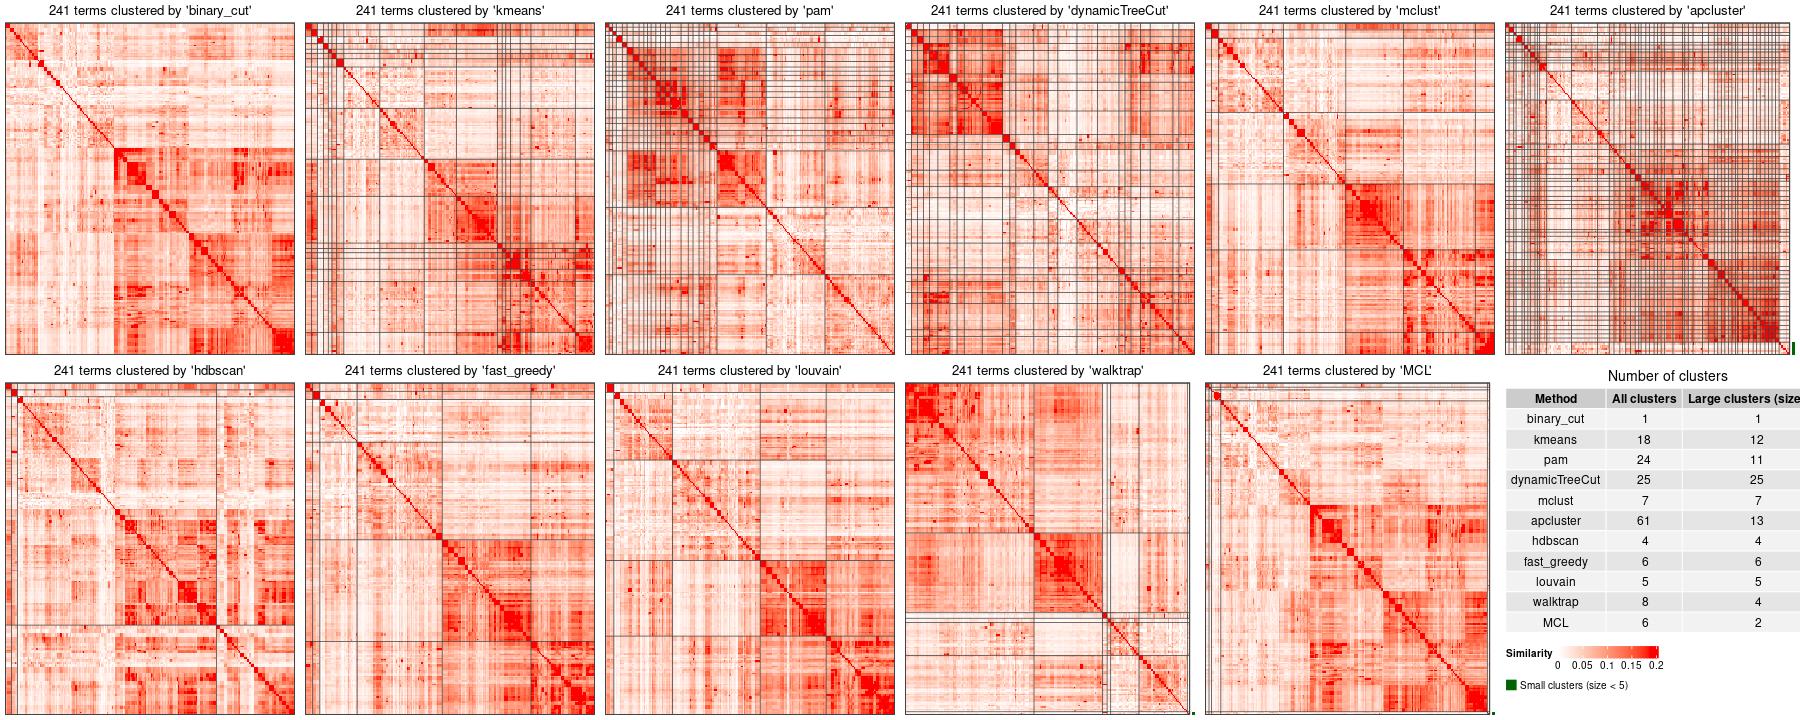 241 terms clustered by 'binary_cut'
241 terms clustered by 'kmeans'
241 terms clustered by 'pam'
241 terms clustered by 'dynamicTreeCut'
241 terms clustered by 'mclust'
241 terms clustered by 'apcluster'
241 terms clustered by 'hdbscan'
241 terms clustered by 'fast_greedy'
241 terms clustered by 'louvain'
241 terms clustered by 'walktrap'
241 terms clustered by 'MCL'
Number of clusters
Method All clusters Large clusters (size
binary_cut 1 1
kmeans 18 12
pam 24 11
dynamicTreeCut 25 25
mclust 7 7
apcluster 61 13
hdbscan 4 4
fast_greedy 6 6
louvain 5 5
walktrap 8 4
MCL 6 2
Similarity
0 0.05 0.1 0.15 0.2
Small clusters (size < 5)